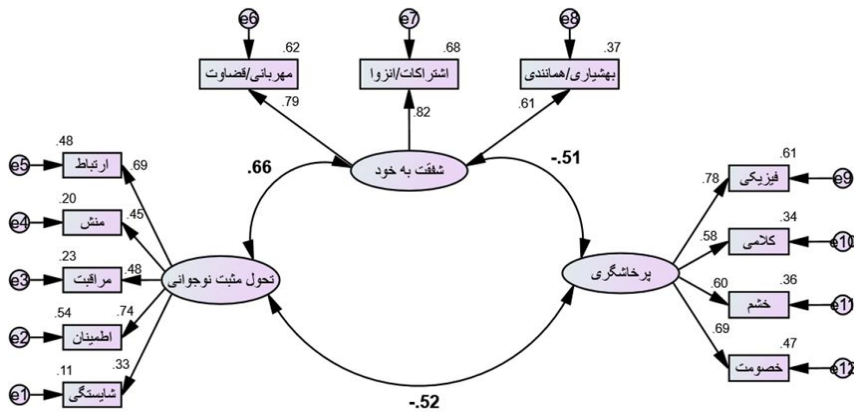 e6
e7
e8
.62
.68
.37
مهربانی/قضاوت
اشتراکات/انزوا
بهشیاری/همانندی
.79
.82
.61
شفقت به خود
.66
-.51
.48
e5
ارتباط
.69
.20
e4
منش
.45
.23
e3
مراقبت
.48
.54
e2
اطمینان
.74
.11
e1
شایستگی
.33
تحول مثبت نوجوانی
پرخاشگری
.61
.78
فیزیکی
e9
.34
.58
کلامی
e10
.36
.60
خشم
e11
.47
.69
خصومت
e12
-.52